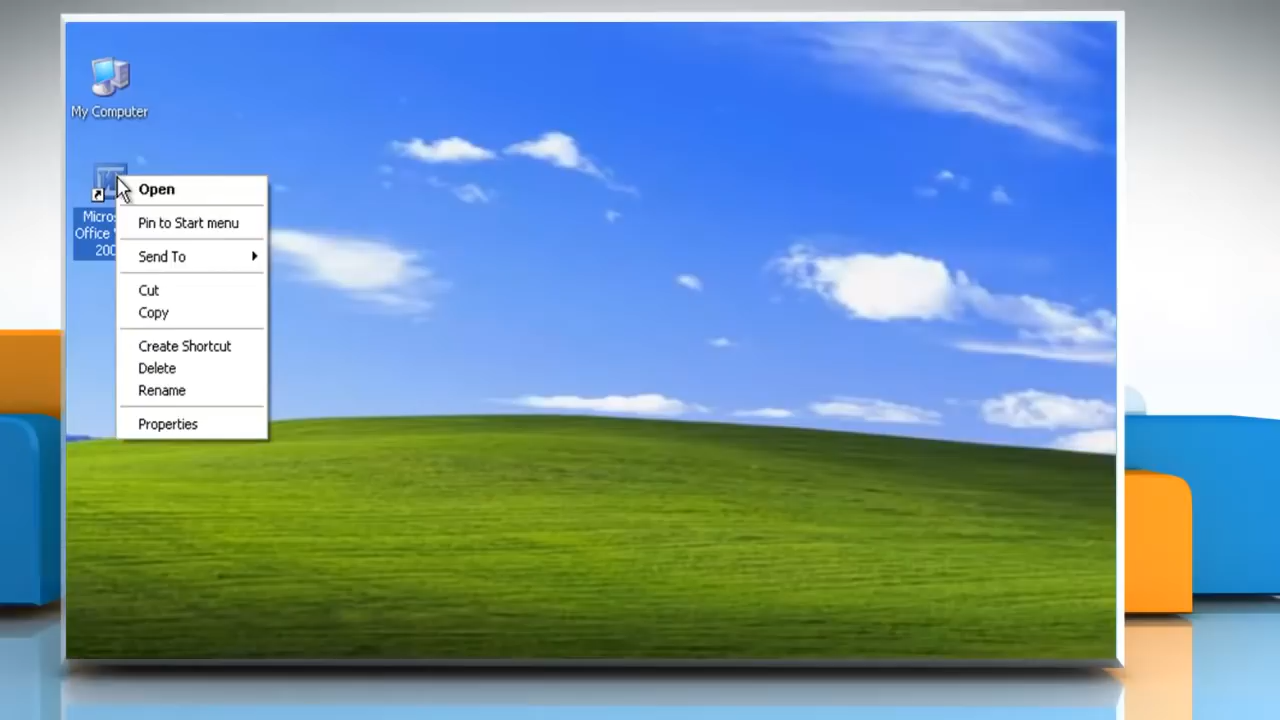 My Computer
Open
Micros
Office
200
Pin to Start menu
Send To
Cut
Copy
Create Shortcut
Delete
Rename
Properties